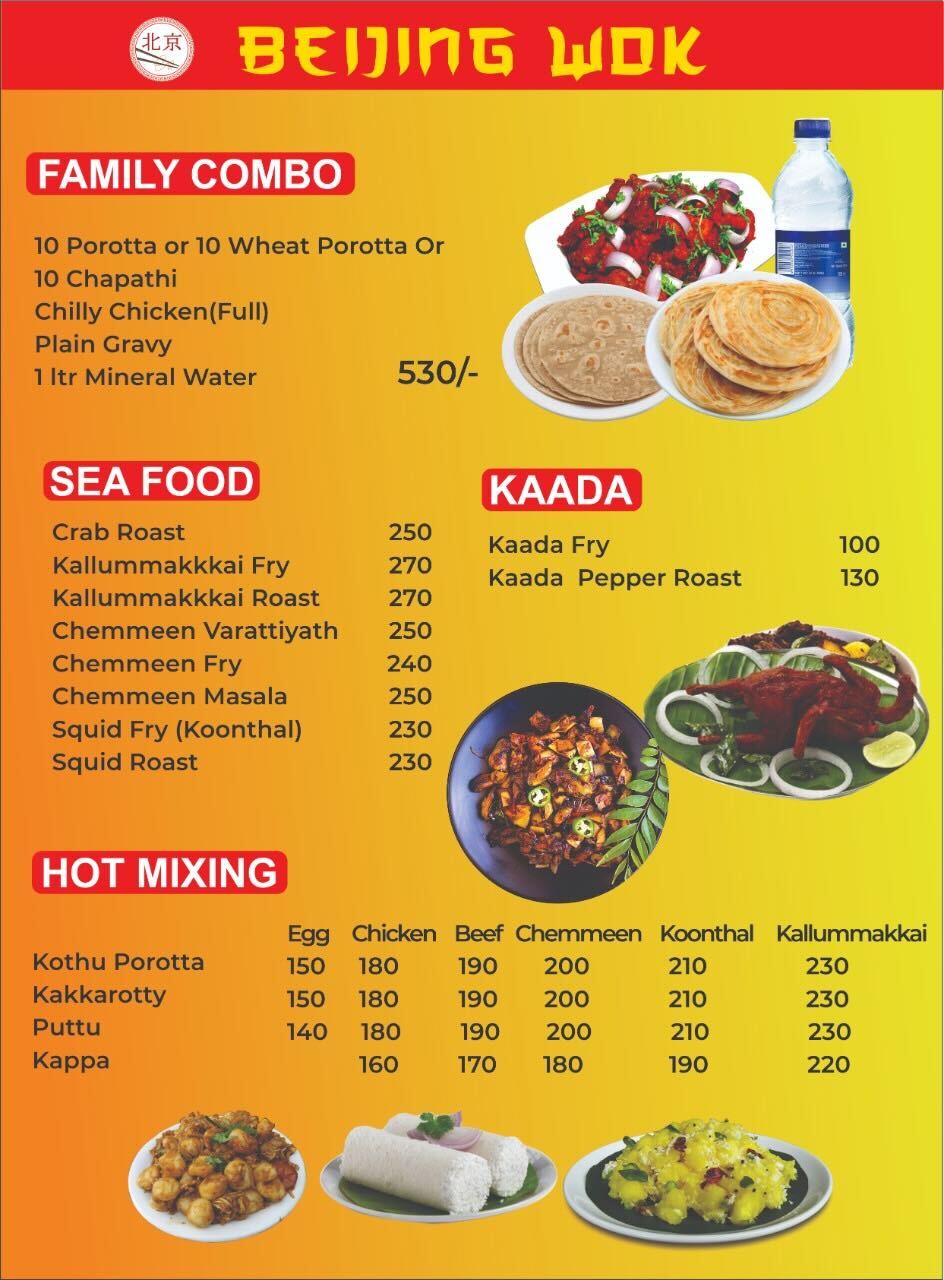 北京
BEIJING WOK
FAMILY COMBO
10 Porotta or 10 Wheat Porotta Or
10 Chapathi
Chilly Chicken(Full)
Plain Gravy
1 ltr Mineral Water 530/-
SEA FOOD
Crab Roast 250
Kallummakkkai Fry 270
Kallummakkkai Roast 270
Chemmeen Varattiyath 250
Chemmeen Fry 240
Chemmeen Masala 250
Squid Fry (Koonthal) 230
Squid Roast 230
KAADA
Kaada Fry 100
Kaada Pepper Roast 130
HOT MIXING
Egg Chicken Beef Chemmeen Koonthal Kallummakkai
Kothu Porotta 150 180 190 200 210 230
Kakkarotty 150 180 190 200 210 230
Puttu 140 180 190 200 210 230
Kappa 160 170 180 190 220